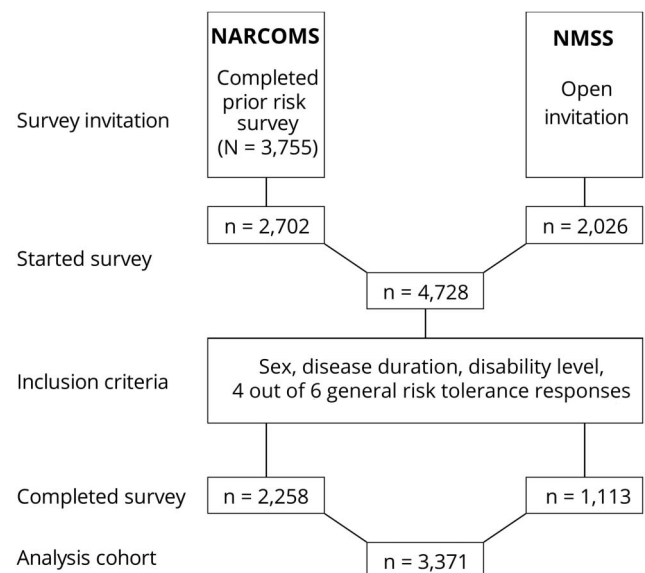 NARCOMS
Completed
prior risk
survey
(N = 3,755)
NMSS
Open
invitation
Survey invitation
n = 2,702
n = 2,026
Started survey
n = 4,728
Inclusion criteria
Sex, disease duration, disability level,
4 out of 6 general risk tolerance responses
Completed survey
n = 2,258
n = 1,113
Analysis cohort
n = 3,371